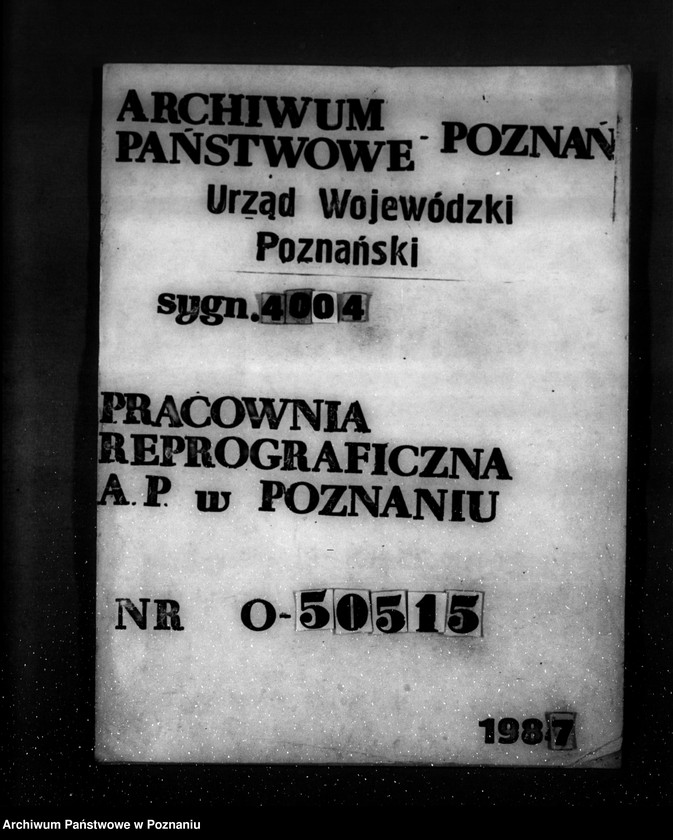 ARCHIWUM
PAŃSTWOWE - POZNAŃ
Urząd Wojewódzki
Poznański
sygn. 4004
PRACOWNIA
REPROGRAFICZNA
A. P. w POZNANIU
NR O-50515
1987
Archiwum Państwowe w Poznaniu